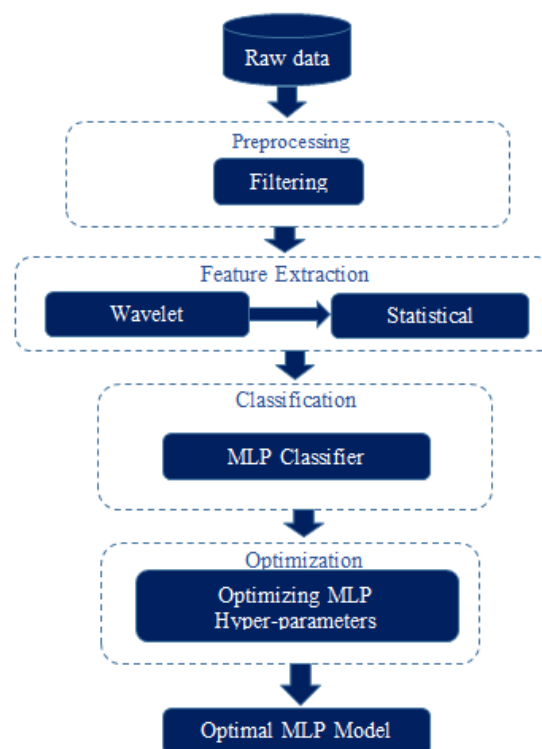 Raw data
Preprocessing
Filtering
Feature Extraction
Wavelet
Statistical
Classification
MLP Classifier
Optimization
Optimizing MLP
Hyper-parameters
Optimal MLP Model